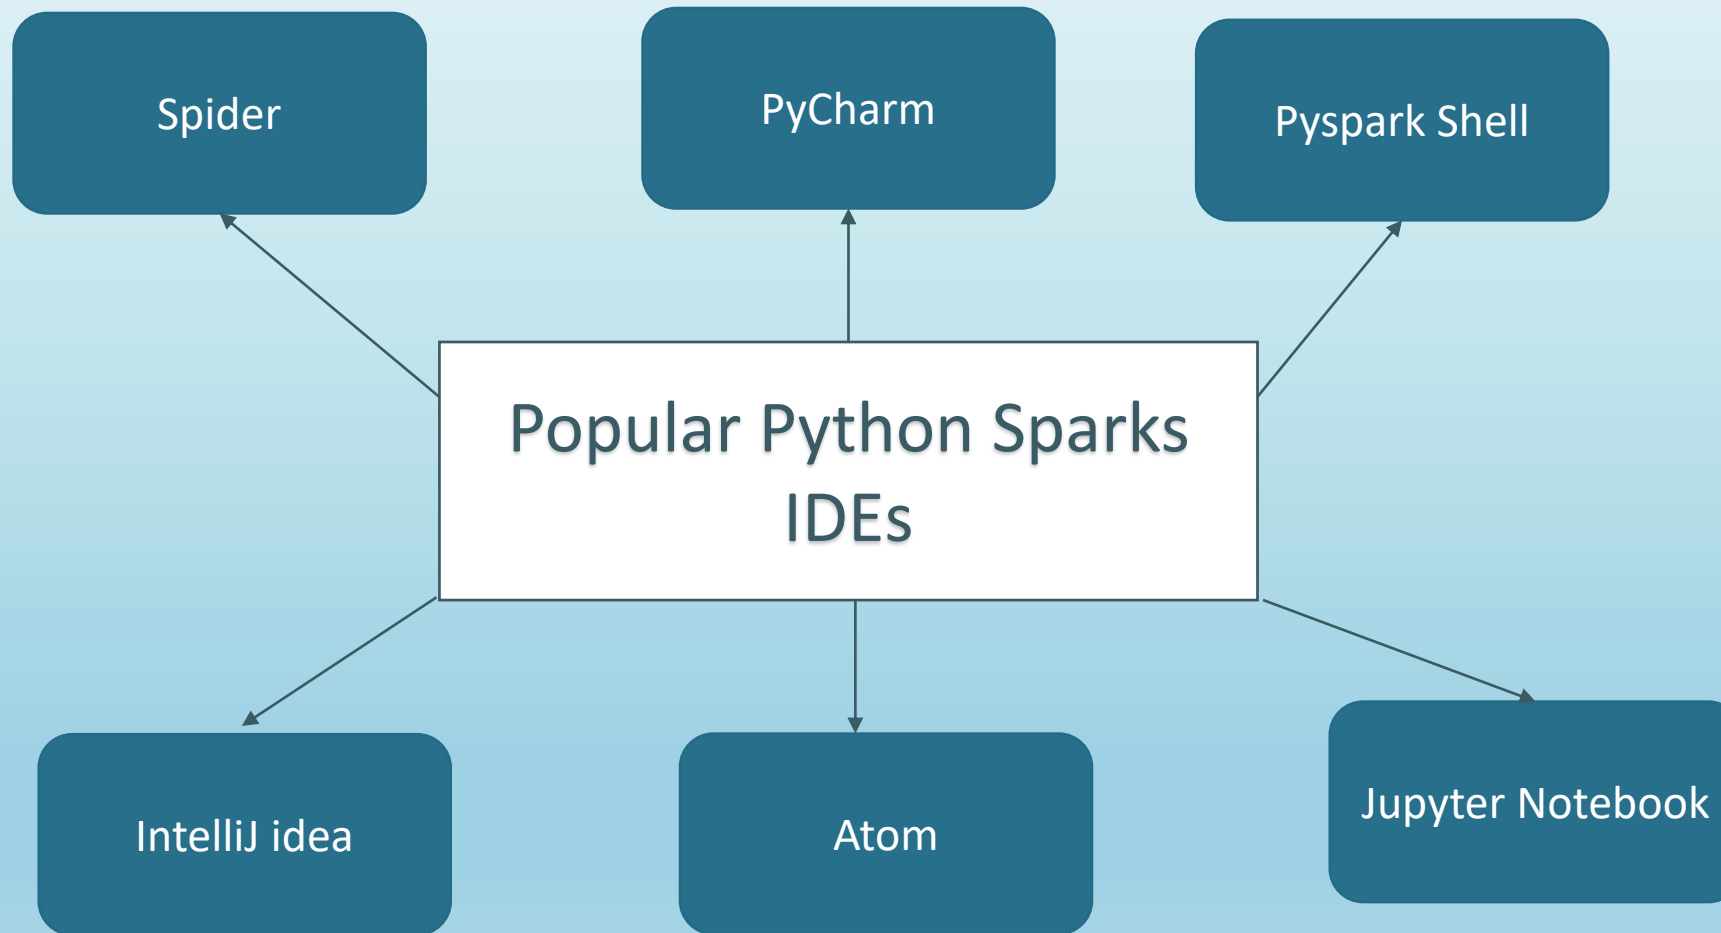 Spider
PyCharm
Pyspark Shell
Popular Python Sparks
IDEs
IntelliJ idea
Atom
Jupyter Notebook